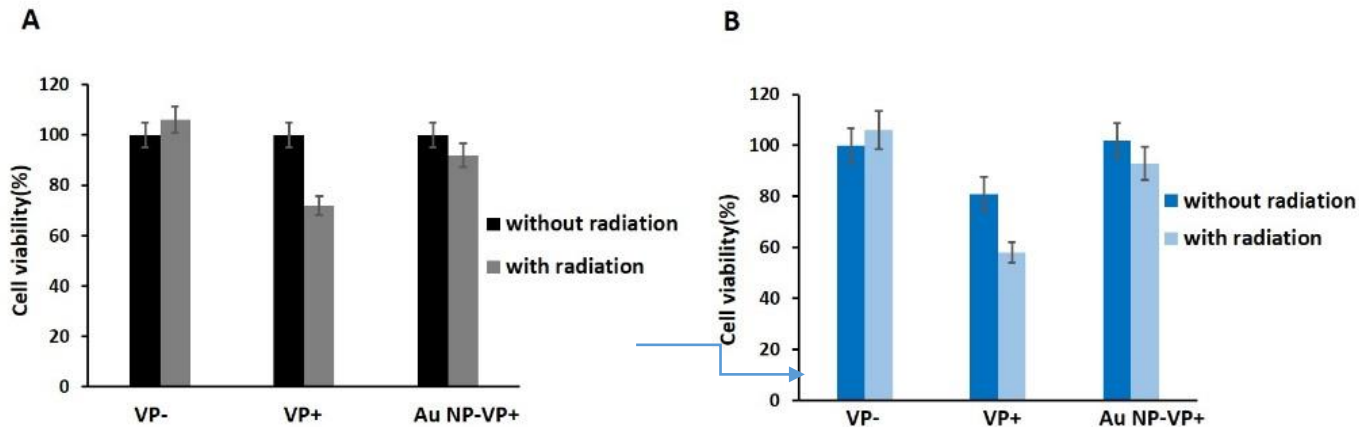 A
Cell viability(%)
120
100
80
60
40
20
0
VP-
VP+
Au NP-VP+
without radiation
with radiation
B
Cell viability(%)
120
100
80
60
40
20
0
VP-
VP+
Au NP-VP+
without radiation
with radiation